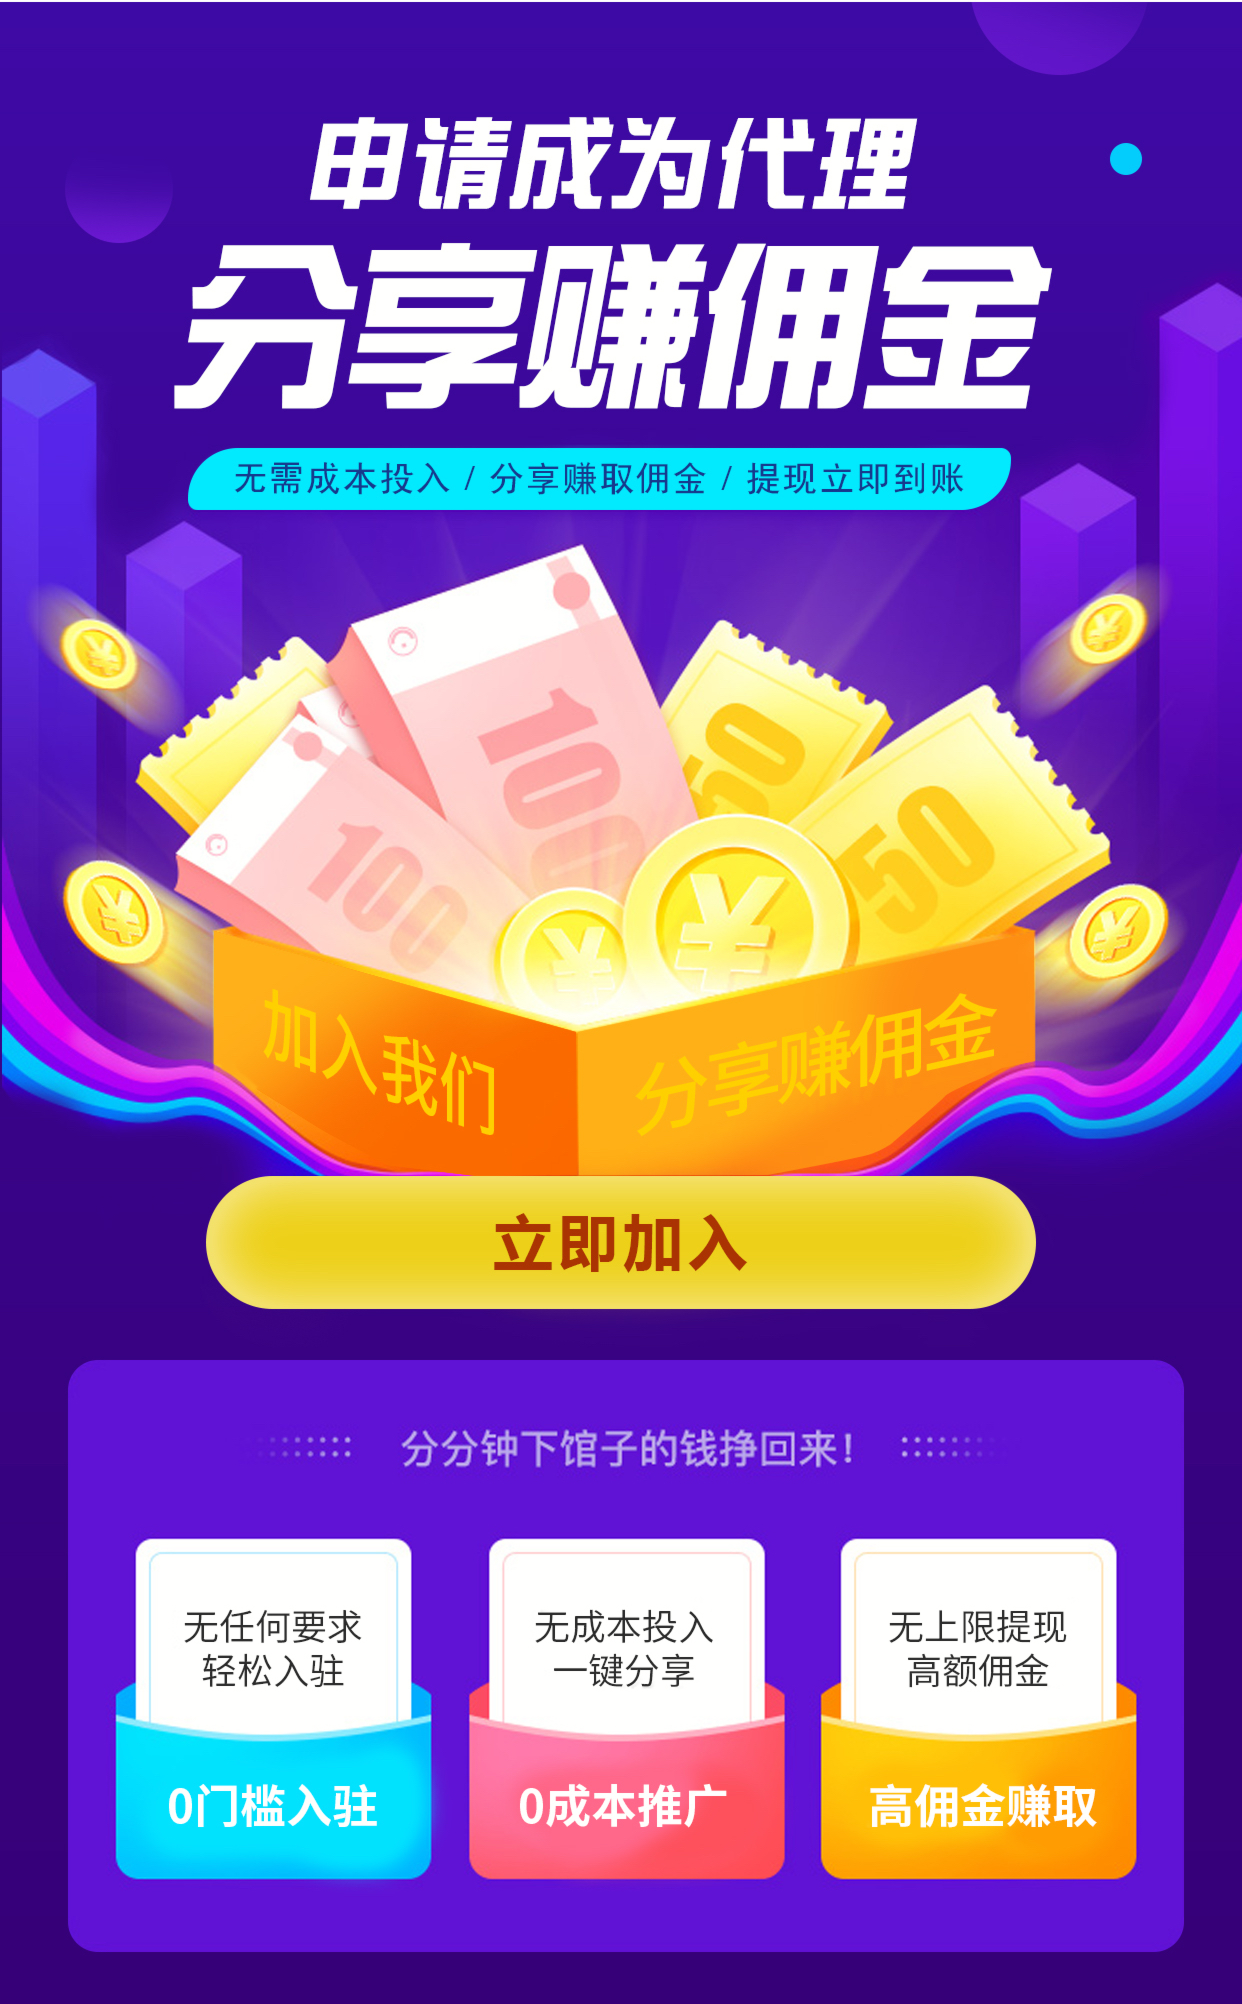 申请成为代理
分享赚佣金
无需成本投入 / 分享赚取佣金 / 提现立即到账
100
100
50
50
¥
¥
¥
¥
¥
¥
加入我们
分享赚佣金
立即加入
分分钟下馆子的钱挣回来！
无任何要求
轻松入驻
0门槛入驻
无成本投入
一键分享
0成本推广
无上限提现
高额佣金
高佣金赚取